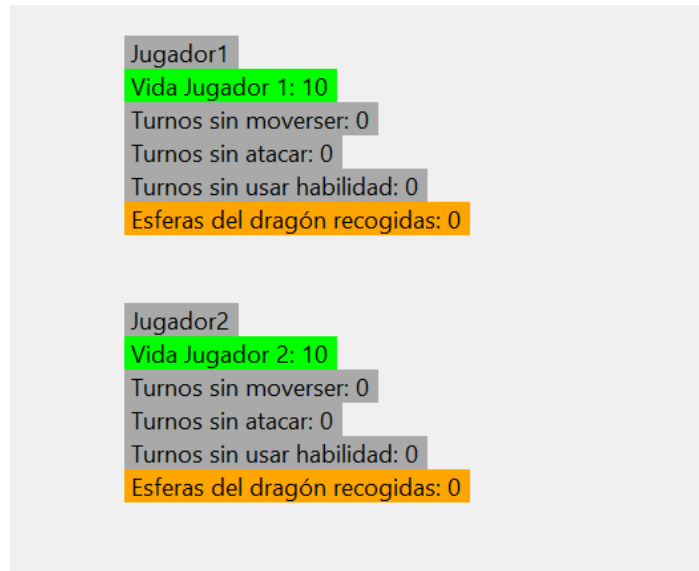 Jugador1
Vida Jugador 1: 10
Turnos sin moverser: 0
Turnos sin atacar: 0
Turnos sin usar habilidad: 0
Esferas del dragón recogidas: 0
Jugador2
Vida Jugador 2: 10
Turnos sin moverser: 0
Turnos sin atacar: 0
Turnos sin usar habilidad: 0
Esferas del dragón recogidas: 0